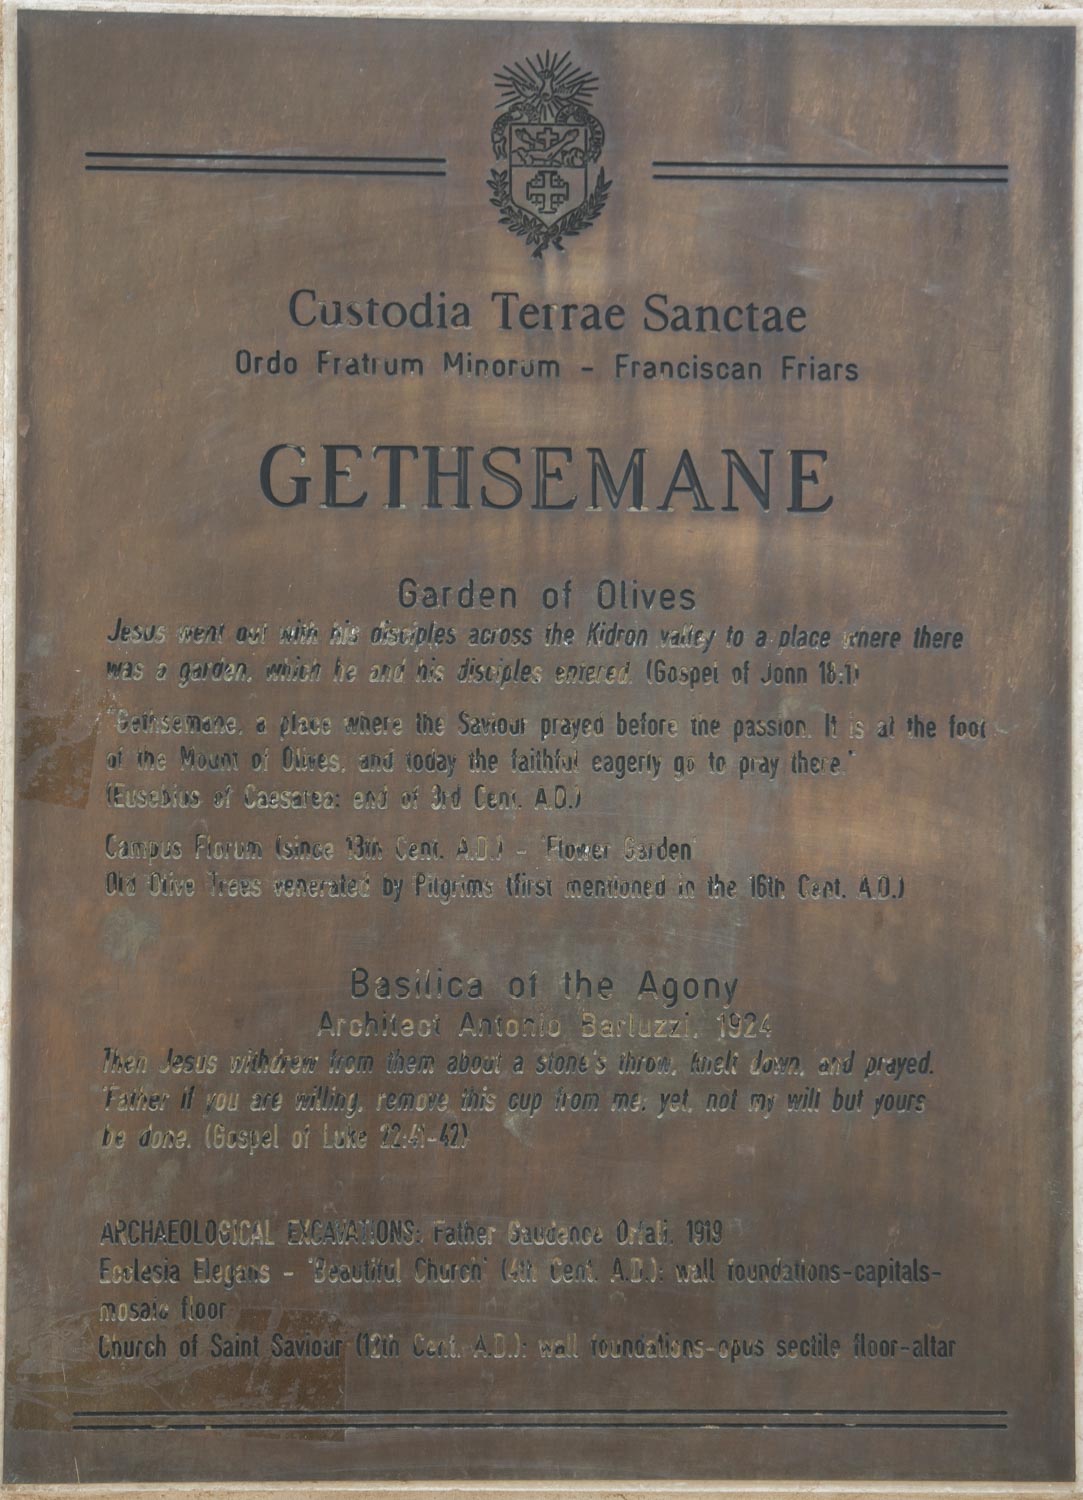 Custodia Terrae Sanctae
Ordo Fratrum Minorum - Franciscan Friars
GETHSEMANE
Garden of Olives
Jesus went out with his disciples across the Kidron valley to a place where there
was a garden, which he and his disciples entered. (Gospel of John 18:1)
"Gethsemane, a place where the Saviour prayed before the passion. It is at the foot
of the Mount of Olives, and today the faithful eagerly go to pray there."
(Eusebius of Caesarea: end of 3rd Cent. A.D.)
Campus Florum (since 13th Cent. A.D.) - 'Flower Garden'
Old Olive Trees venerated by Pilgrims (first mentioned in the 16th Cent. A.D.)
Basilica of the Agony
Architect Antonio Barluzzi, 1924
Then Jesus withdrew from them about a stone's throw, knelt down, and prayed.
'Father if you are willing, remove this cup from me: yet, not my will but yours
be done. (Gospel of Luke 22:41-42)
ARCHAEOLOGICAL EXCAVATIONS: Father Gaudence Orfali, 1919
Ecclesia Elegans - 'Beautiful Church' (4th Cent. A.D.): wall foundations-capitals-
mosaic floor
Church of Saint Saviour (12th Cent. A.D.): wall foundations-opus sectile floor-altar